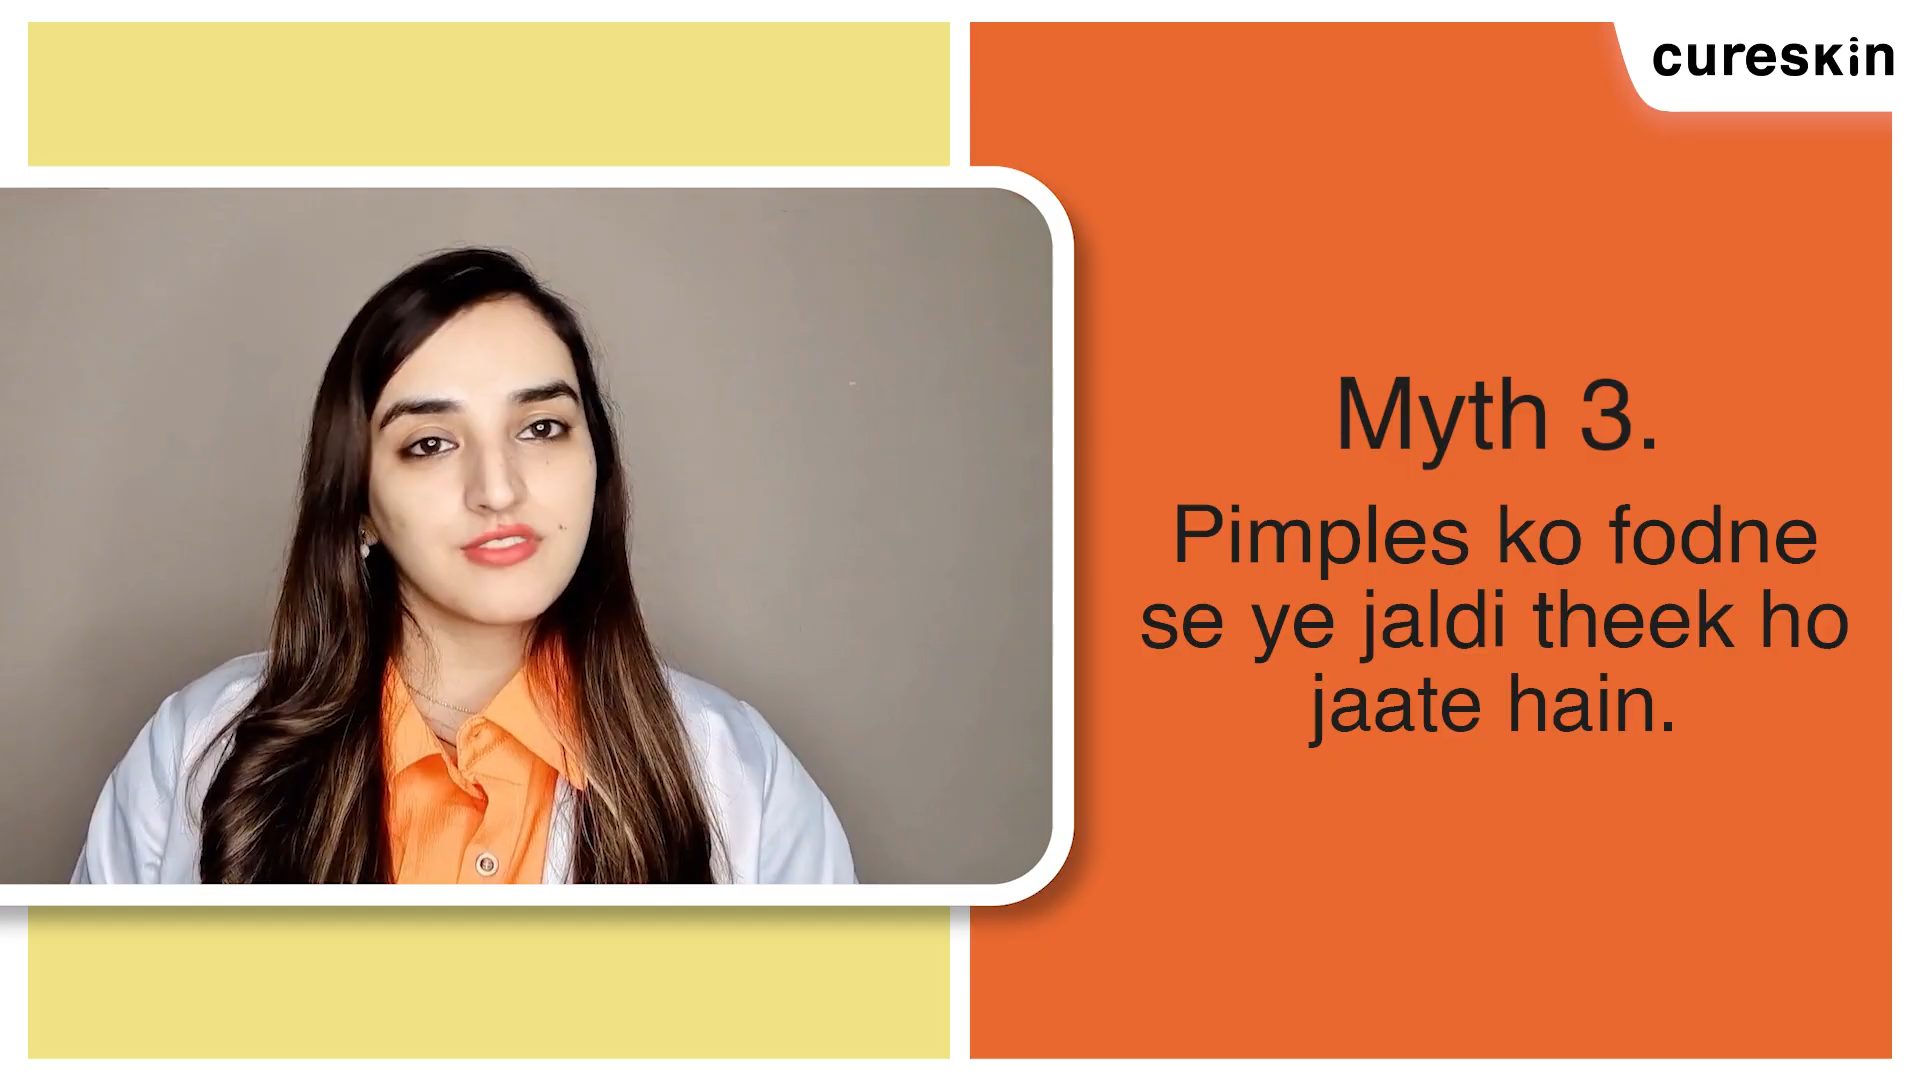 cureskin
Myth 3.
Pimples ko fodne
se ye jaldi theek ho
jaate hain.